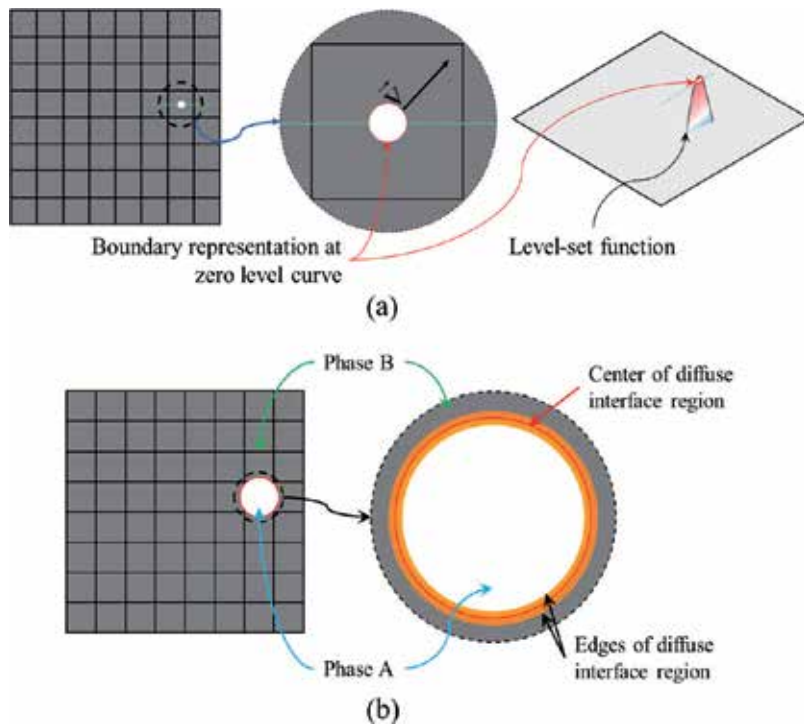 Boundary representation at
zero level curve
Level-set function
(a)
Phase B
Center of diffuse
interface region
Phase A
Edges of diffuse
interface region
(b)